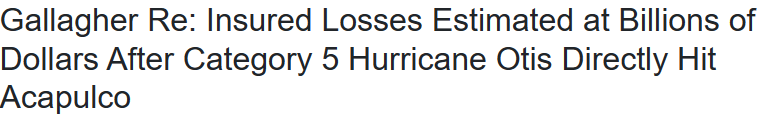 Gallagher Re: Insured Losses Estimated at Billions of
Dollars After Category 5 Hurricane Otis Directly Hit
Acapulco